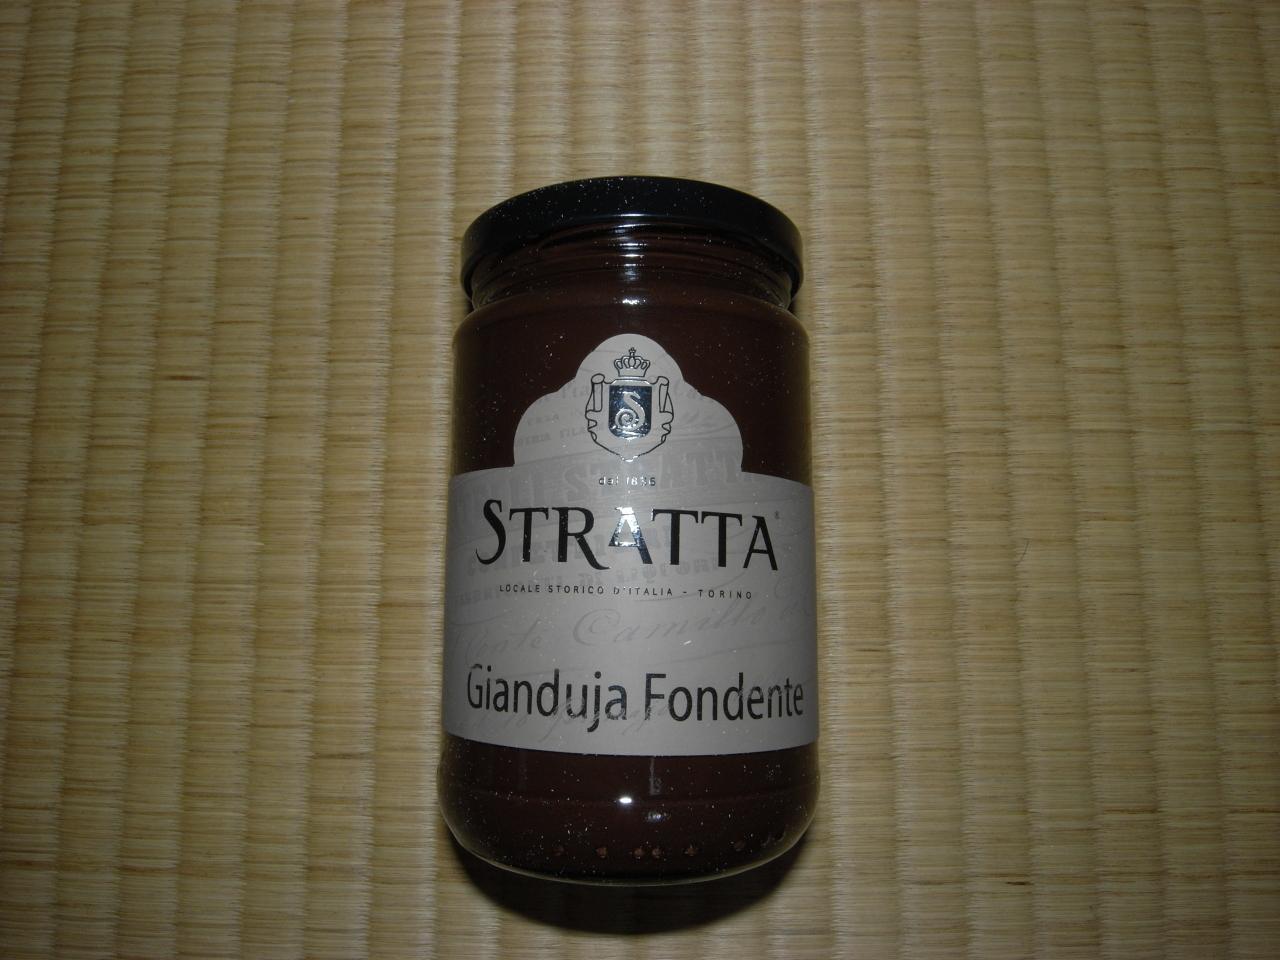 S
dal 1836
STRATTA®
LOCALE STORICO D'ITALIA - TORINO
Gianduja Fondente